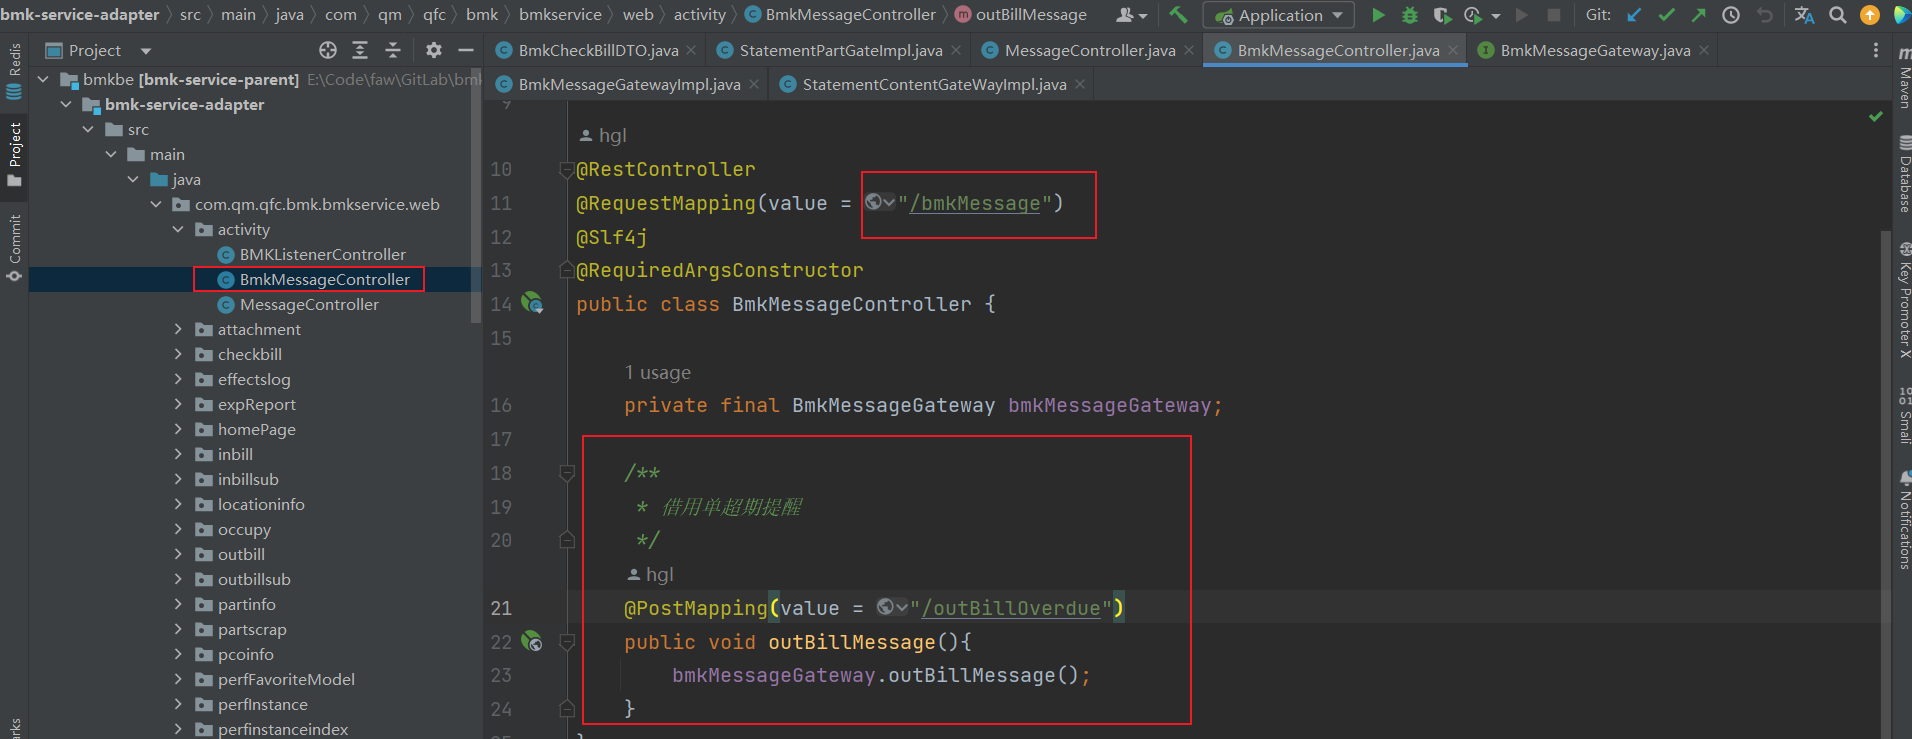 bmk-service-adapter 〉 src 〉 main 〉 java 〉 com 〉 qm 〉 qfc 〉 bmk 〉 bmkservice 〉 web 〉 activity 〉 BmkMessageController 〉 outBillMessage
Application
Git:
Redis
Project
Commit
Project
bmkbe [bmk-service-parent] E:\Code\faw\GitLab\bmk
bmk-service-adapter
src
main
java
com.qm.qfc.bmk.bmkservice.web
activity
BMKListenerController
BmkMessageController
MessageController
attachment
checkbill
effectslog
expReport
homePage
inbill
inbillsub
locationinfo
occupy
outbill
outbillsub
partinfo
partscrap
pcoinfo
perfFavoriteModel
perfInstance
perfinstanceindex
BmkCheckBillDTO.java
StatementPartGateImpl.java
MessageController.java
BmkMessageController.java
BmkMessageGateway.java
BmkMessageGatewayImpl.java
StatementContentGateWayImpl.java
9
hgl
10 @RestController
11 @RequestMapping(value = "/bmkMessage")
12 @Slf4j
13 @RequiredArgsConstructor
14 public class BmkMessageController {
15
1 usage
16 private final BmkMessageGateway bmkMessageGateway;
17
18 /**
19 * 借用单超期提醒
20 */
hgl
21 @PostMapping(value = "/outBillOverdue")
22 public void outBillMessage(){
23 bmkMessageGateway.outBillMessage();
24 }
Maven
Database
Key Promoter X
Smali
Notifications